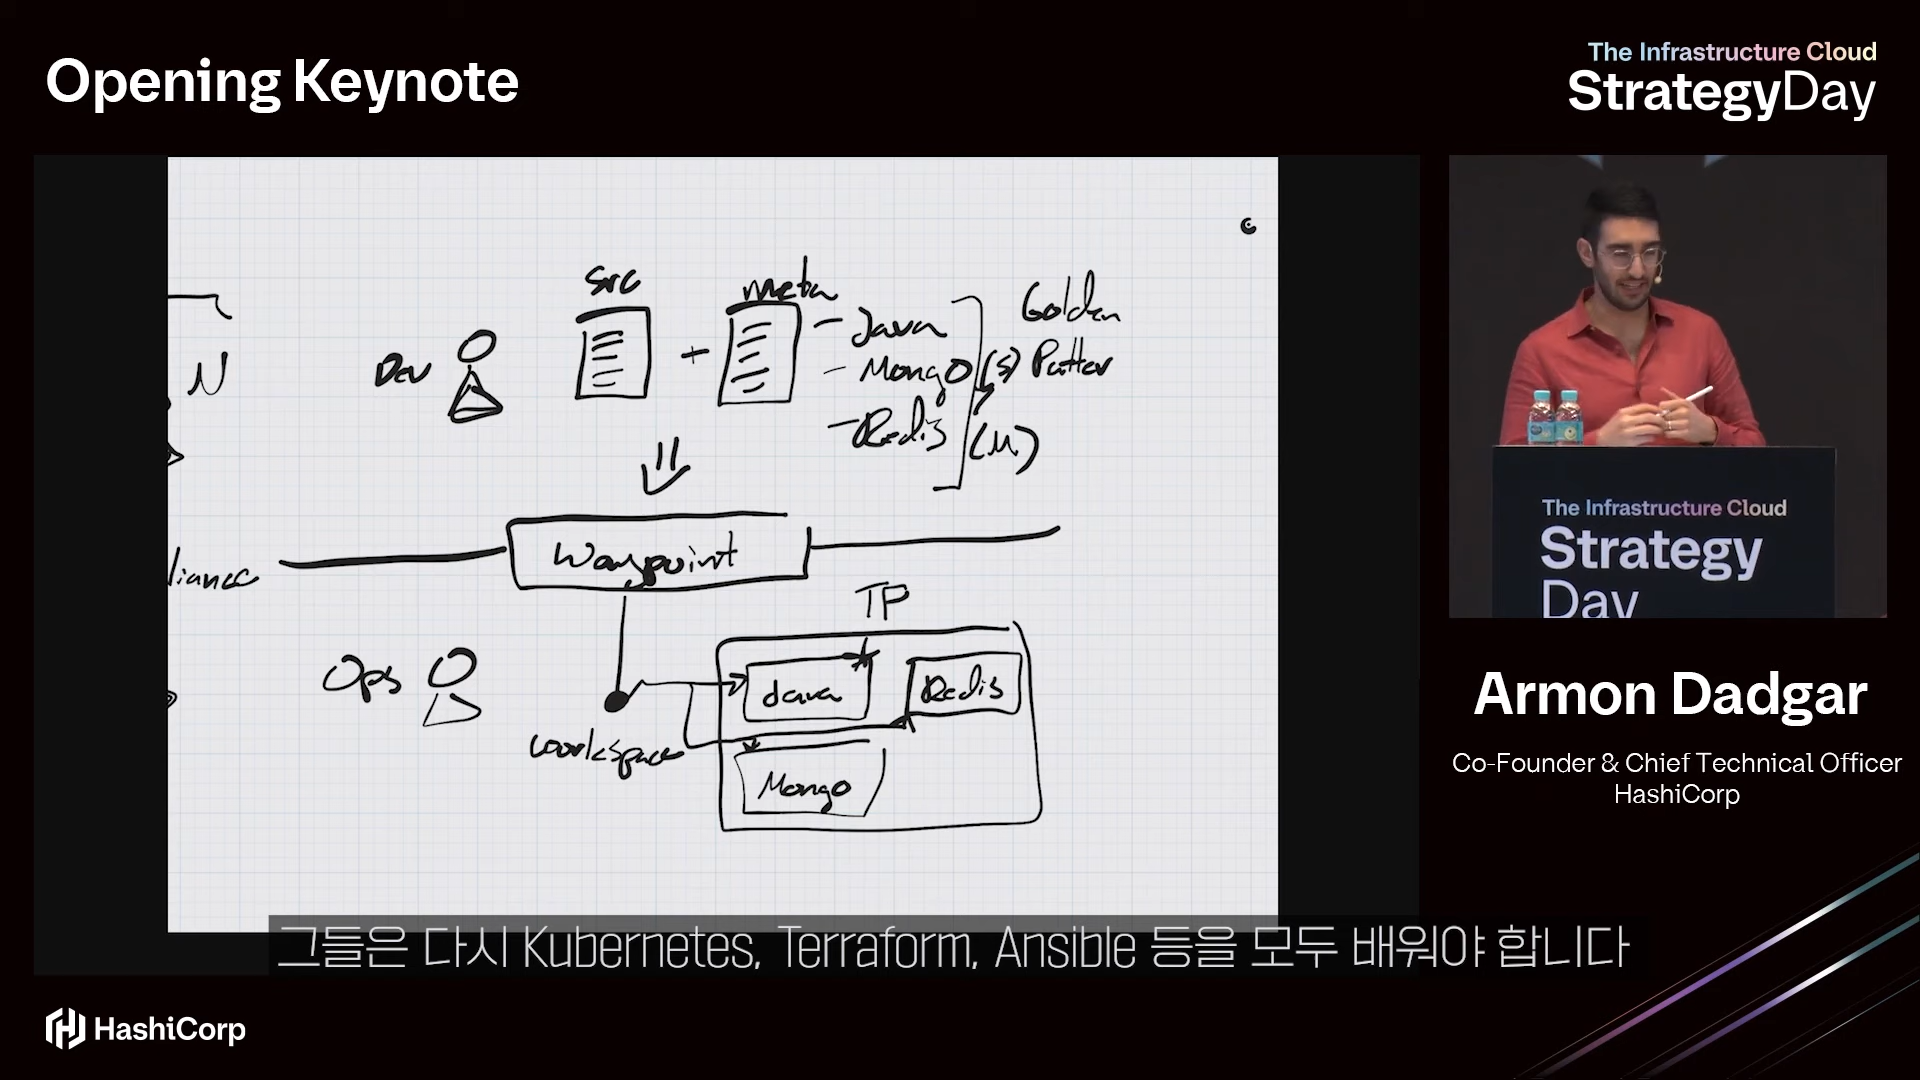 Opening Keynote
The Infrastructure Cloud
StrategyDay
src
meta
Golden
- Java
N
Dev
+
- Mongo
(S)
- Redis
(M)
Waypoint
liance
TP
Ops
Java
Redis
workspace
Mongo
The Infrastructure Cloud
Strategy
Day
Armon Dadgar
Co-Founder & Chief Technical Officer
HashiCorp
그들은 다시 Kubernetes, Terraform, Ansible 등을 모두 배워야 합니다
HashiCorp